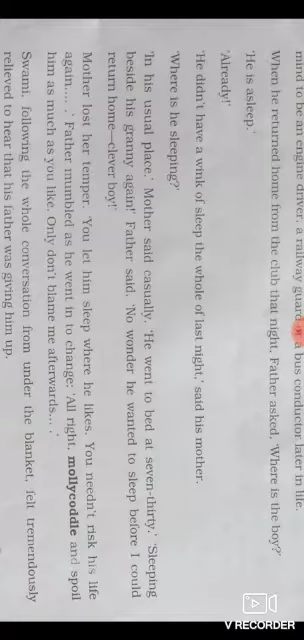 mind to be an engine driver, a railway guard or a bus conductor later in life.
When he returned home from the club that night, Father asked, 'Where is the boy?'
'He is asleep.'
'Already!'
'He didn't have a wink of sleep the whole of last night,' said his mother.
'Where is he sleeping?'
'In his usual place,' Mother said casually. 'He went to bed at seven-thirty.' 'Sleeping
beside his granny again!' Father said. 'No wonder he wanted to sleep before I could
return home—clever boy!'
Mother lost her temper. 'You let him sleep where he likes. You needn't risk his life
again.... .' Father mumbled as he went in to change: 'All right, mollycoddle and spoil
him as much as you like. Only don't blame me afterwards.... .'
Swami, following the whole conversation from under the blanket, felt tremendously
relieved to hear that his father was giving him up.
V RECORDER